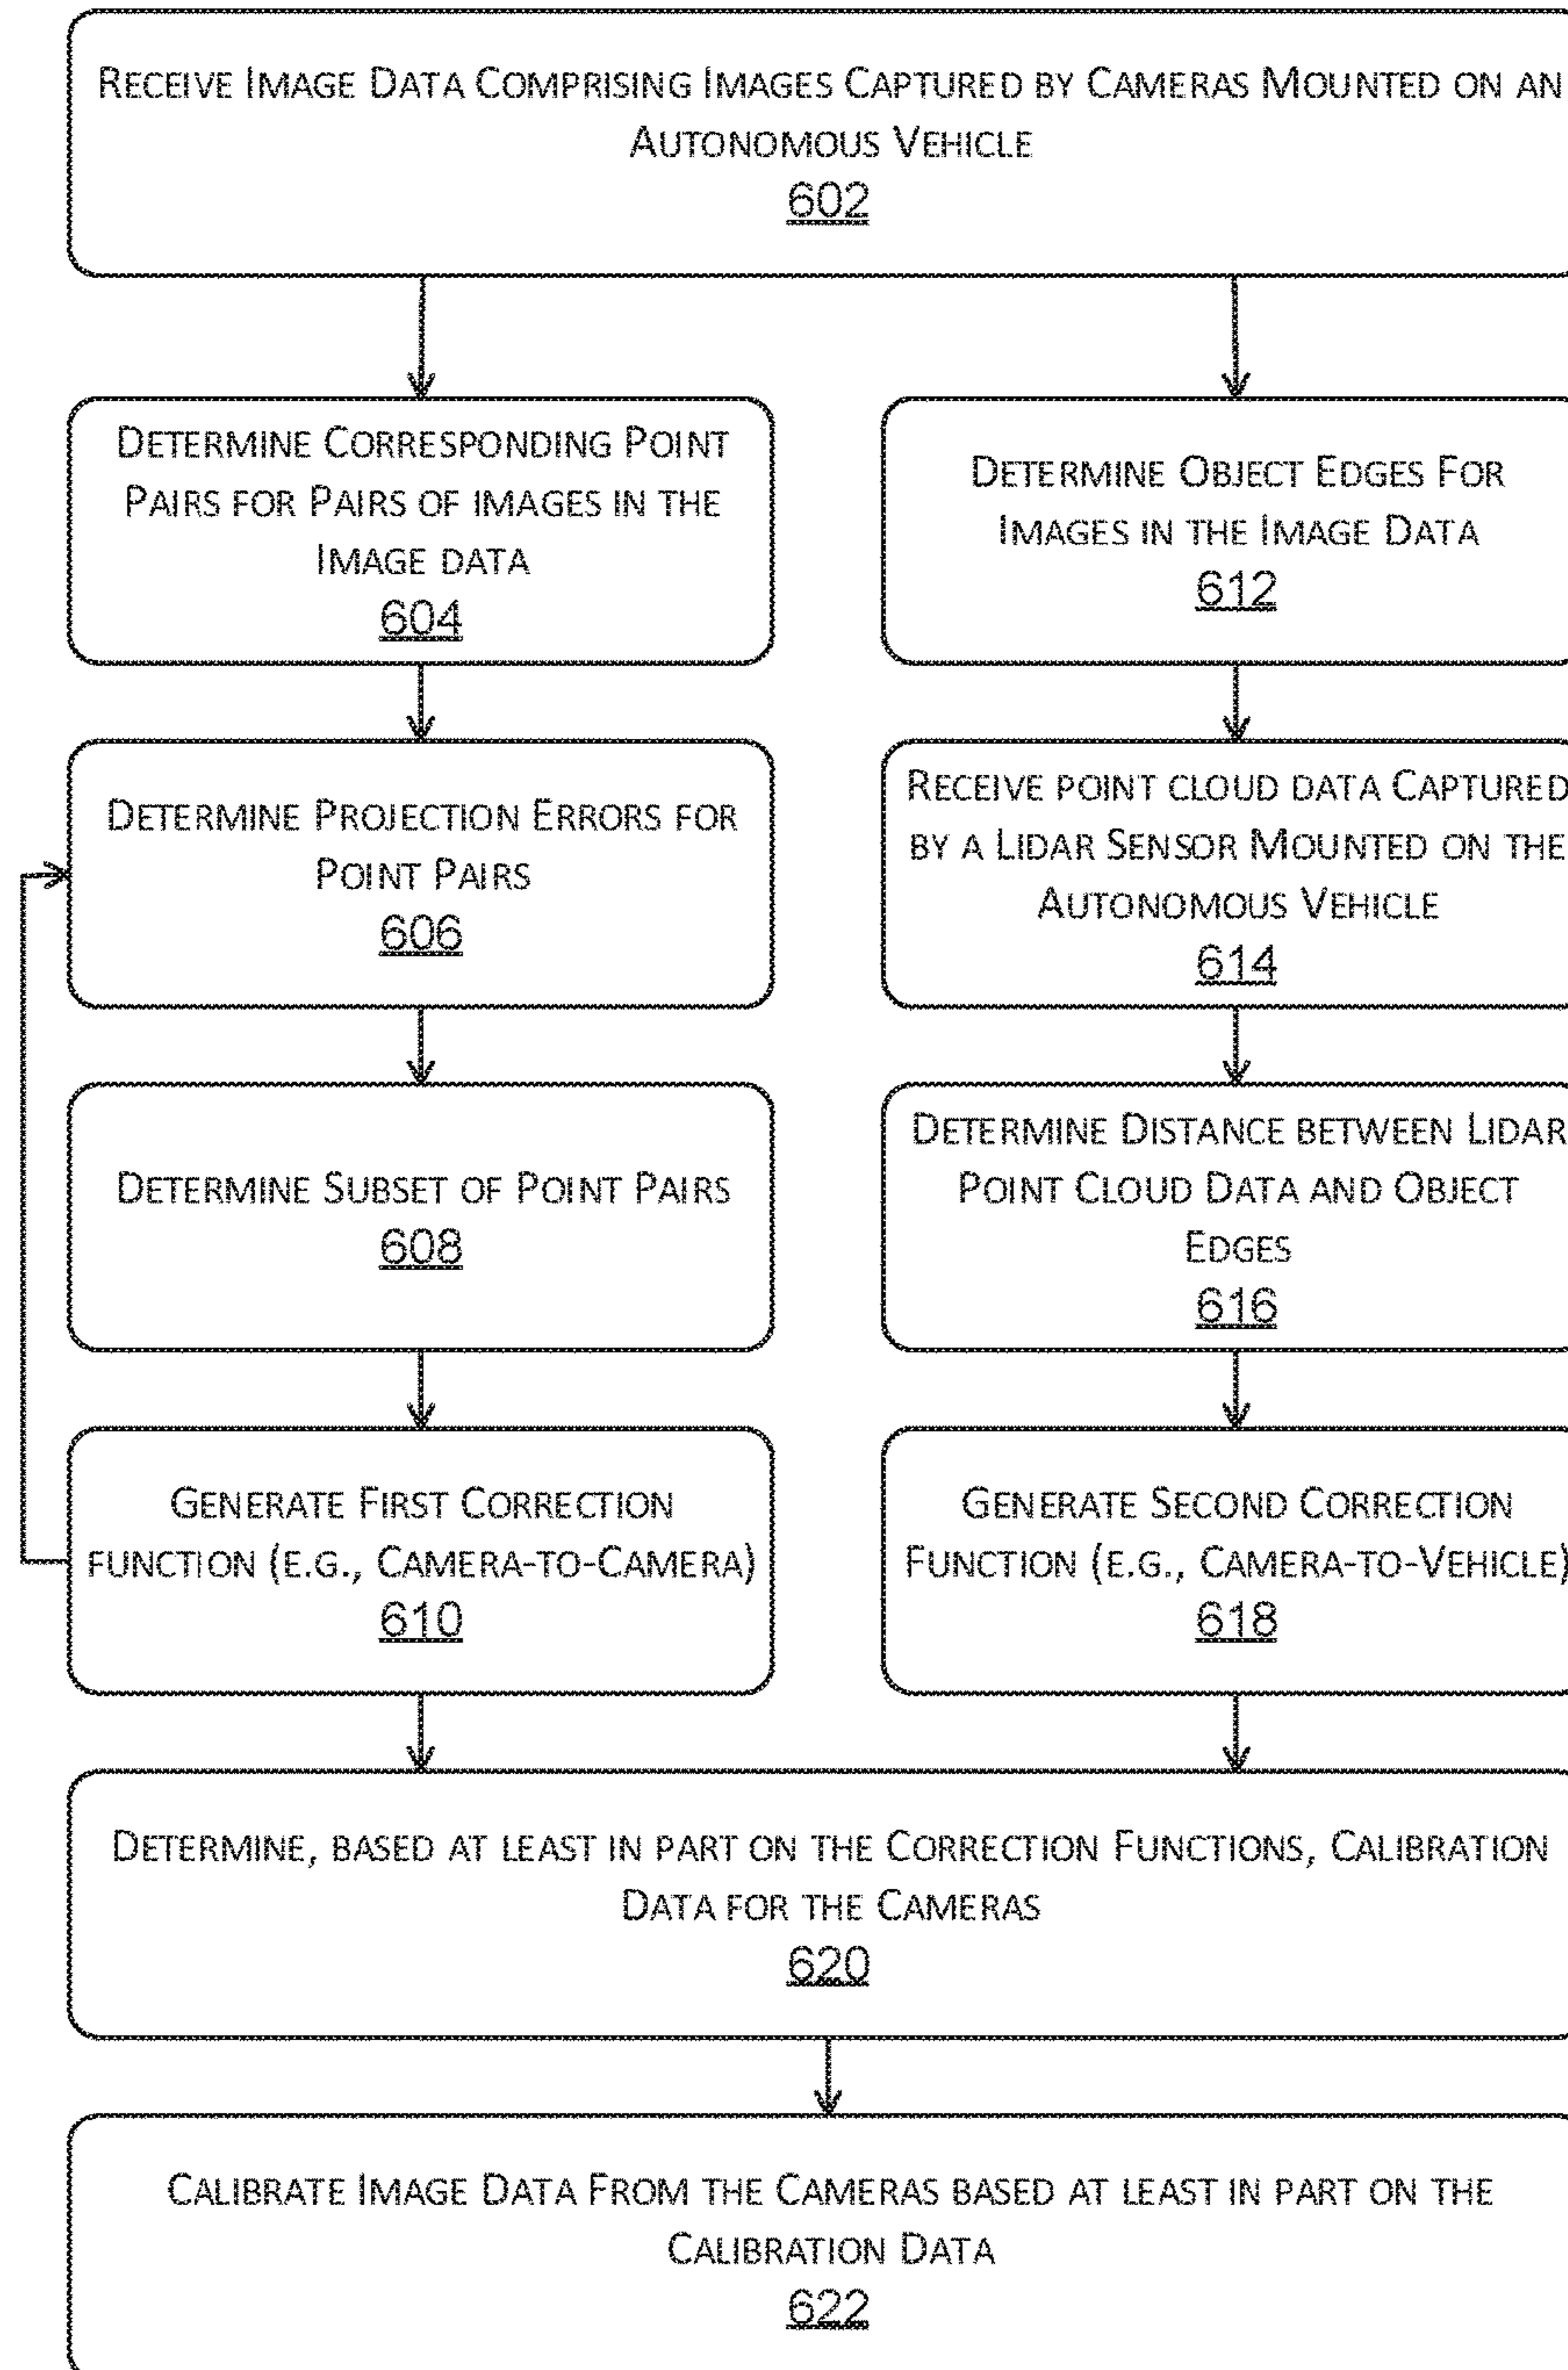 RECEIVE IMAGE DATA COMPRISING IMAGES CAPTURED BY CAMERAS MOUNTED ON AN
AUTONOMOUS VEHICLE
602
DETERMINE CORRESPONDING POINT
PAIRS FOR PAIRS OF IMAGES IN THE
IMAGE DATA
604
DETERMINE PROJECTION ERRORS FOR
POINT PAIRS
606
DETERMINE SUBSET OF POINT PAIRS
608
GENERATE FIRST CORRECTION
FUNCTION (E.G., CAMERA-TO-CAMERA)
610
DETERMINE OBJECT EDGES FOR
IMAGES IN THE IMAGE DATA
612
RECEIVE POINT CLOUD DATA CAPTURED
BY A LIDAR SENSOR MOUNTED ON THE
AUTONOMOUS VEHICLE
614
DETERMINE DISTANCE BETWEEN LIDAR
POINT CLOUD DATA AND OBJECT
EDGES
616
GENERATE SECOND CORRECTION
FUNCTION (E.G., CAMERA-TO-VEHICLE)
618
DETERMINE, BASED AT LEAST IN PART ON THE CORRECTION FUNCTIONS, CALIBRATION
DATA FOR THE CAMERAS
620
CALIBRATE IMAGE DATA FROM THE CAMERAS BASED AT LEAST IN PART ON THE
CALIBRATION DATA
622